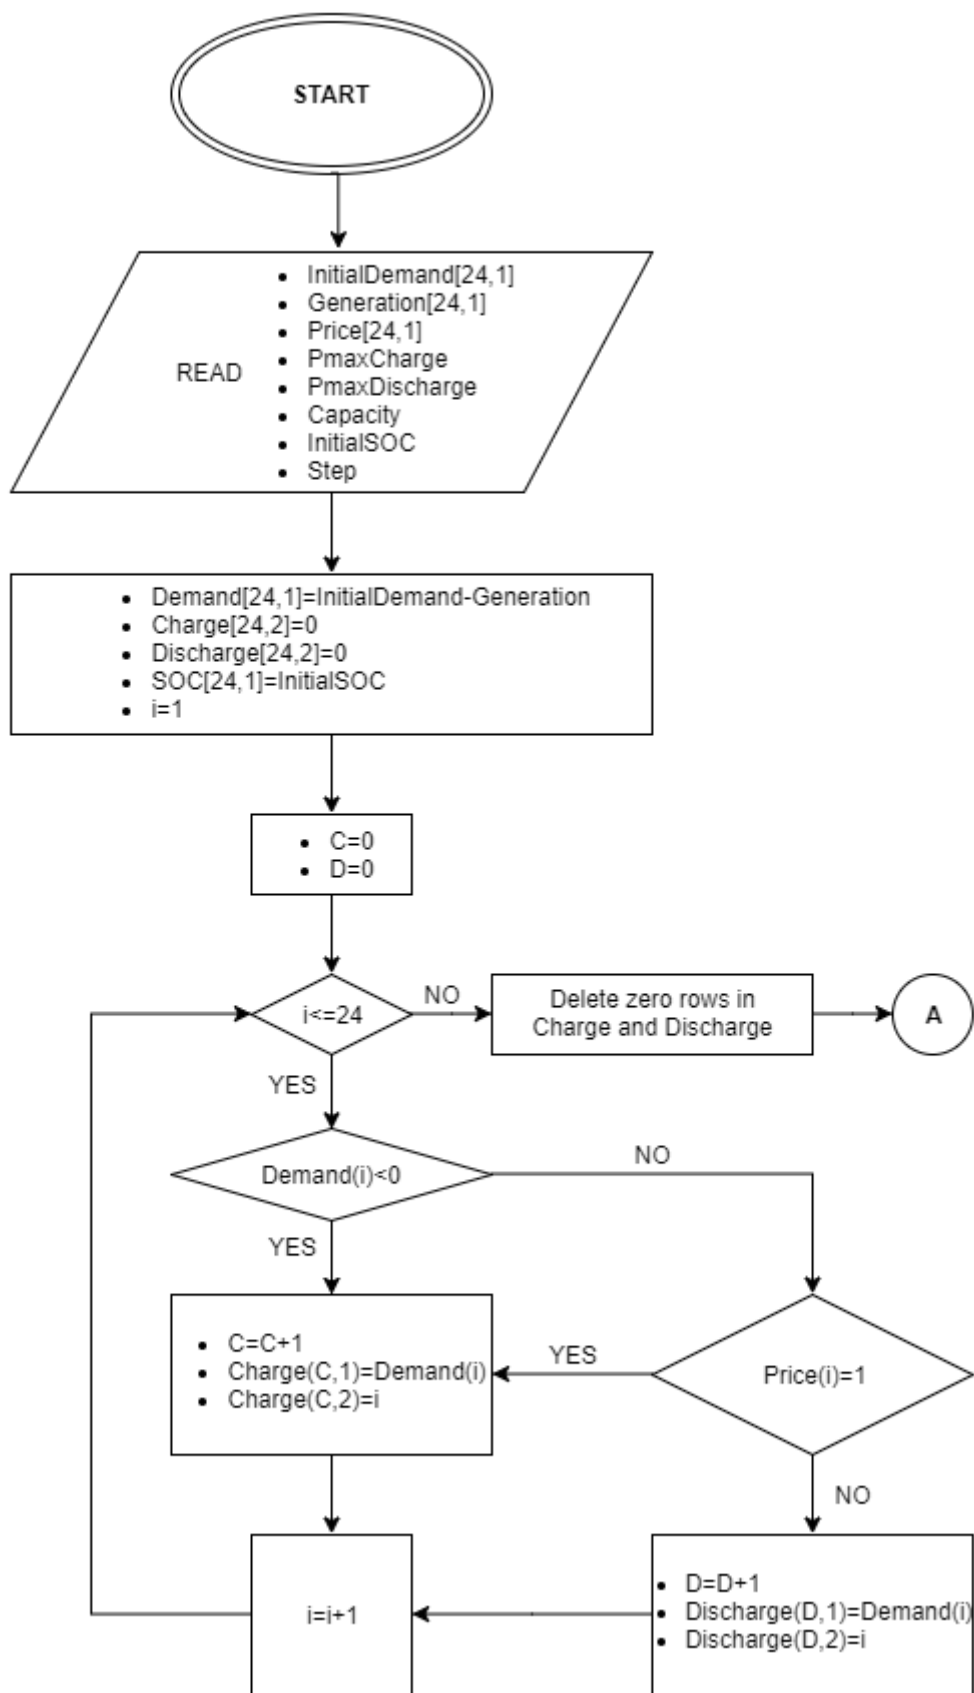 START
READ
• InitialDemand[24,1]
• Generation[24,1]
• Price[24,1]
• PmaxCharge
• PmaxDischarge
• Capacity
• InitialSOC
• Step
• Demand[24,1]=InitialDemand-Generation
• Charge[24,2]=0
• Discharge[24,2]=0
• SOC[24,1]=InitialSOC
• i=1
• C=0
• D=0
i<=24
NO
Delete zero rows in
Charge and Discharge
A
YES
Demand(i)<0
NO
YES
• C=C+1
• Charge(C,1)=Demand(i)
• Charge(C,2)=i
YES
Price(i)=1
NO
i=i+1
• D=D+1
• Discharge(D,1)=Demand(i)
• Discharge(D,2)=i